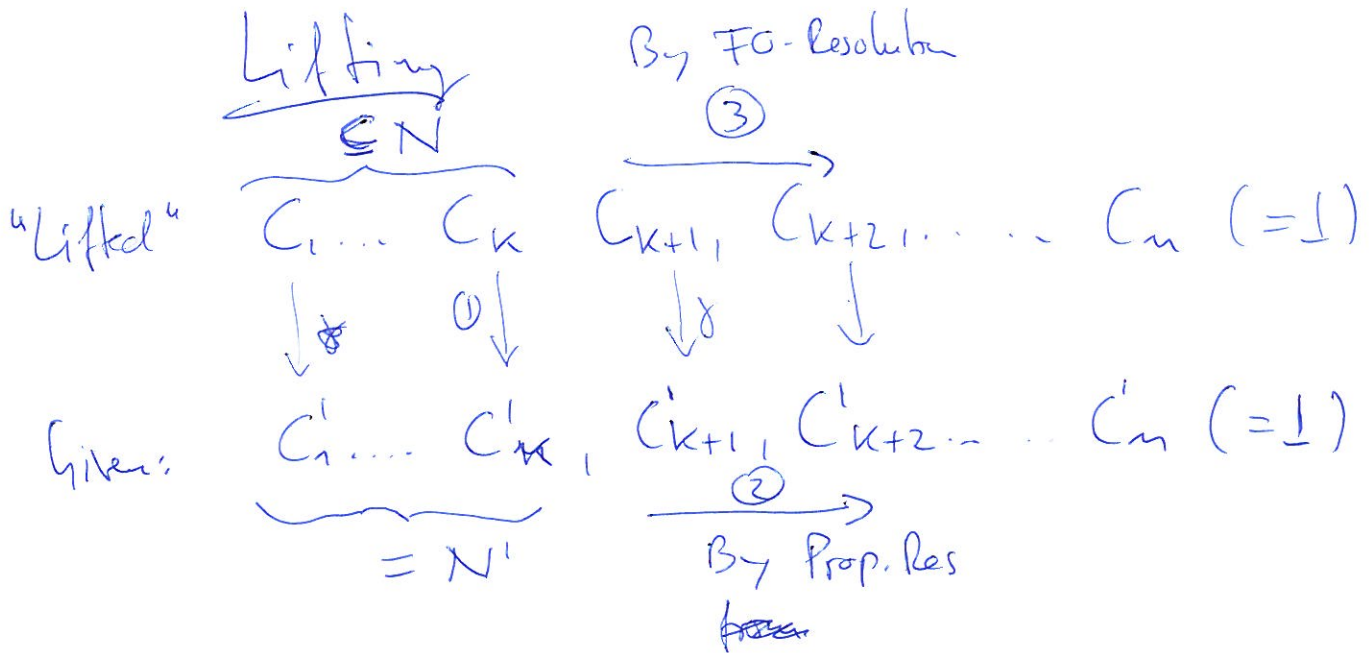 Lifting
By FO-Resolution
③
⊆ N
"Lifted" C₁ .... Cₖ Cₖ₊₁, Cₖ₊₂, ..... Cₙ (=⊥)
① γ
Given: C'₁ .... C'ₖ, C'ₖ₊₁, C'ₖ₊₂ .. ... C'ₙ (=⊥)
②
= N' By Prop. Res